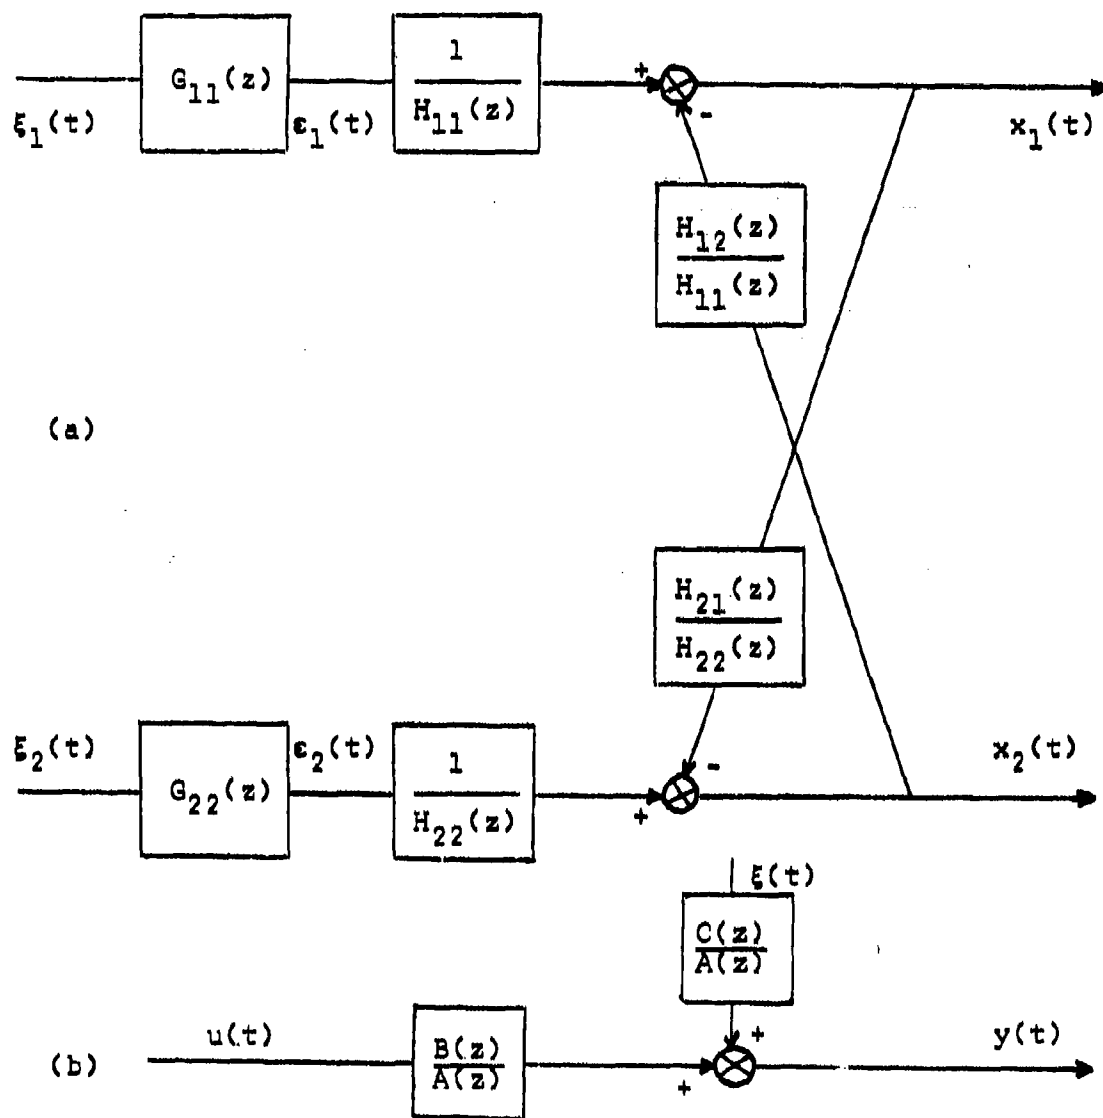 G₁₁(z)
1
H₁₁(z)
+
-
ξ₁(t)
ε₁(t)
x₁(t)
H₁₂(z)
H₁₁(z)
(a)
H₂₁(z)
H₂₂(z)
ξ₂(t)
ε₂(t)
x₂(t)
G₂₂(z)
1
H₂₂(z)
-
+
ξ(t)
C(z)
A(z)
u(t)
+
y(t)
(b)
B(z)
A(z)
+